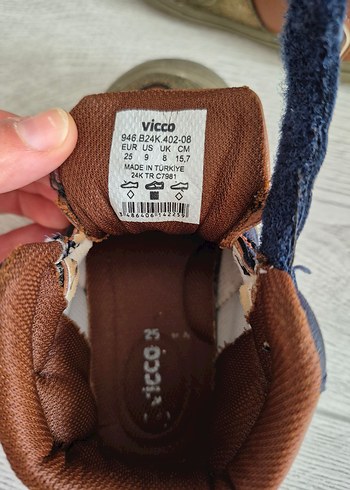 vicco
946.B24K.402-08
EUR US UK CM
25 9 8 15,7
MADE IN TÜRKİYE
24K TR C7981
vicco 25